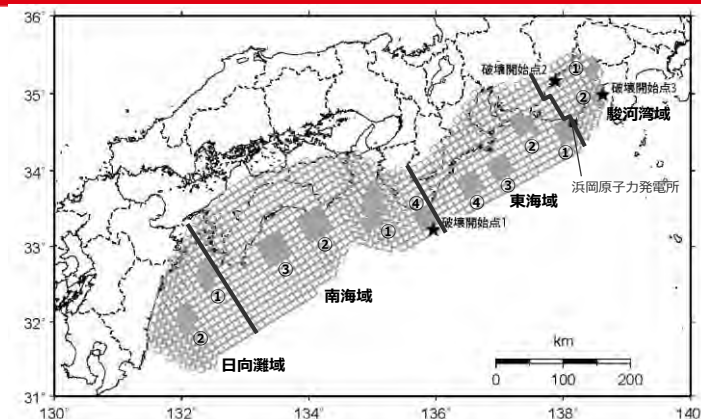 36°
35°
34°
33°
32°
31°
破壊開始点2
①
破壊開始点3
②
駿河湾域
②
①
浜岡原子力発電所
③
④
東海域
④
破壊開始点1
①
②
③
南海域
①
②
日向灘域
km
0 100 200
130 132 134 136 138 140